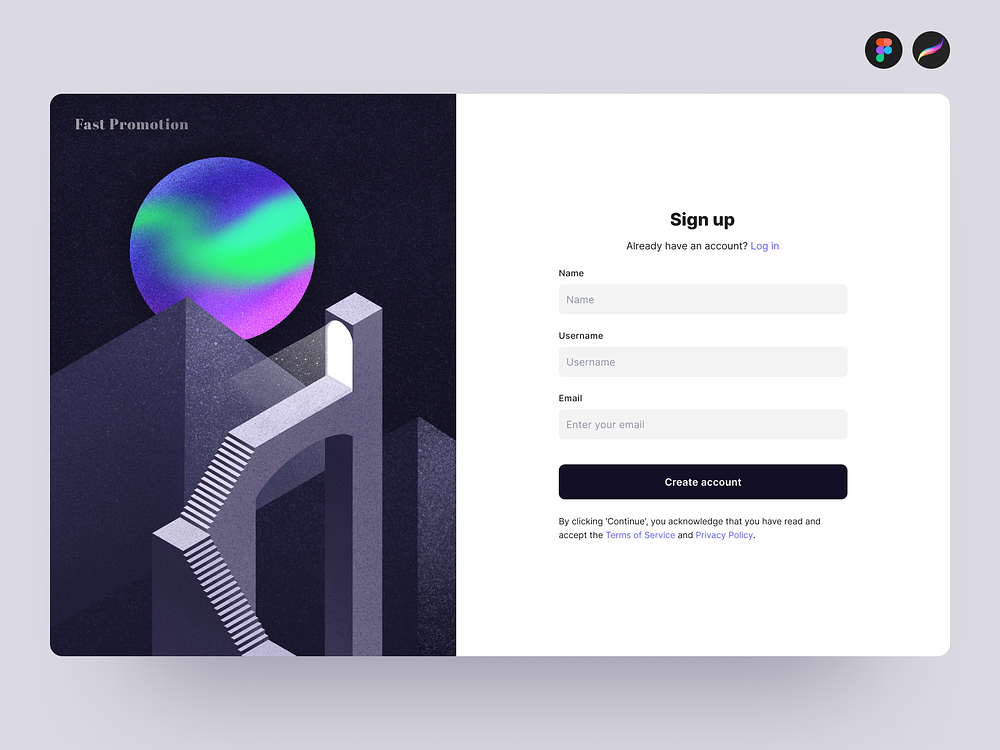 Fast Promotion
Sign up
Already have an account? Log in
Name
Name
Username
Username
Email
Enter your email
Create account
By clicking 'Continue', you acknowledge that you have read and
accept the Terms of Service and Privacy Policy.